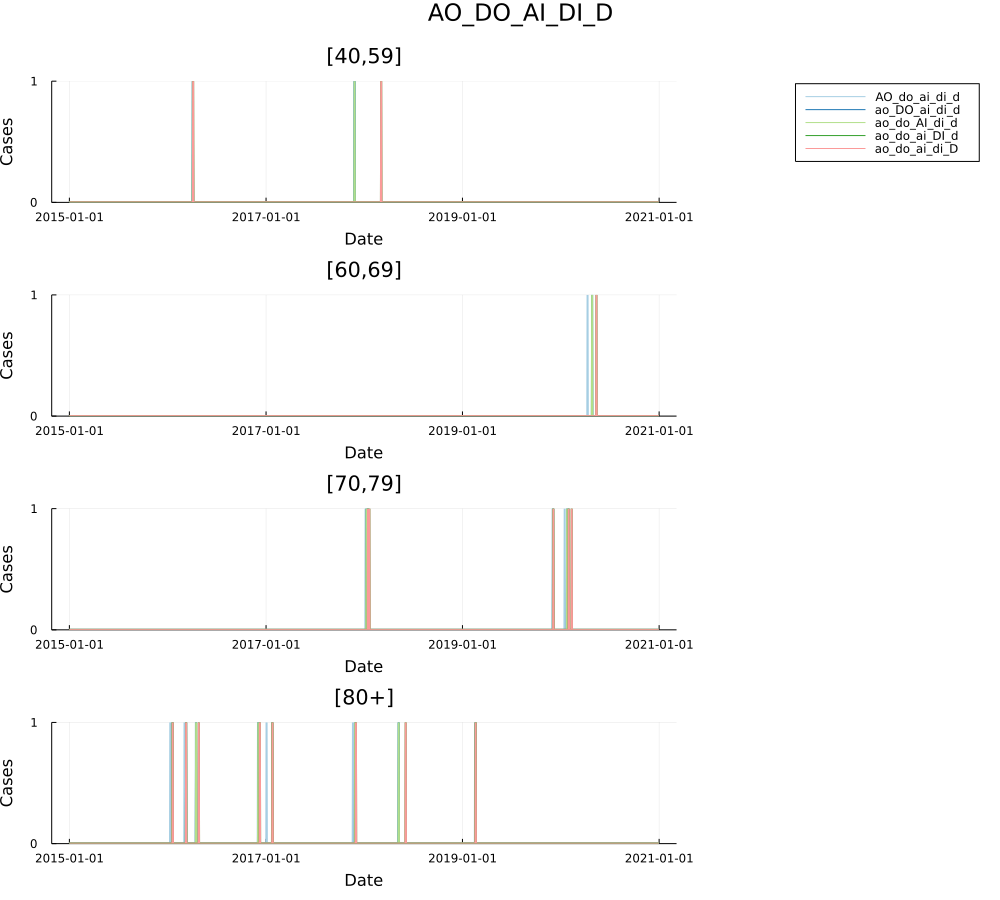 AO_DO_AI_DI_D
[40,59]
1
Cases
0
2015-01-01 2017-01-01 2019-01-01 2021-01-01
Date
AO_do_ai_di_d
ao_DO_ai_di_d
ao_do_AI_di_d
ao_do_ai_DI_d
ao_do_ai_di_D
[60,69]
1
Cases
0
2015-01-01 2017-01-01 2019-01-01 2021-01-01
Date
[70,79]
1
Cases
0
2015-01-01 2017-01-01 2019-01-01 2021-01-01
Date
[80+]
1
Cases
0
2015-01-01 2017-01-01 2019-01-01 2021-01-01
Date